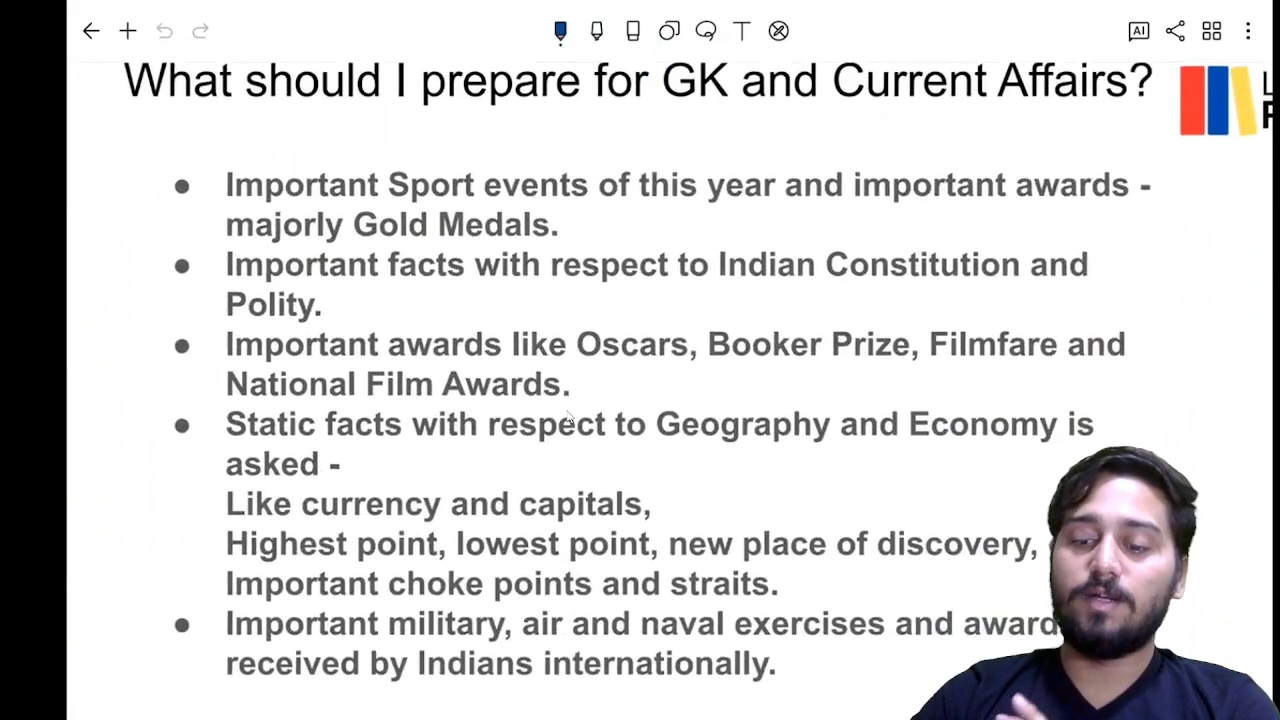 What should I prepare for GK and Current Affairs?
● Important Sport events of this year and important awards -
majorly Gold Medals.
● Important facts with respect to Indian Constitution and
Polity.
● Important awards like Oscars, Booker Prize, Filmfare and
National Film Awards.
● Static facts with respect to Geography and Economy is
asked -
Like currency and capitals,
Highest point, lowest point, new place of discovery,
Important choke points and straits.
● Important military, air and naval exercises and award
received by Indians internationally.